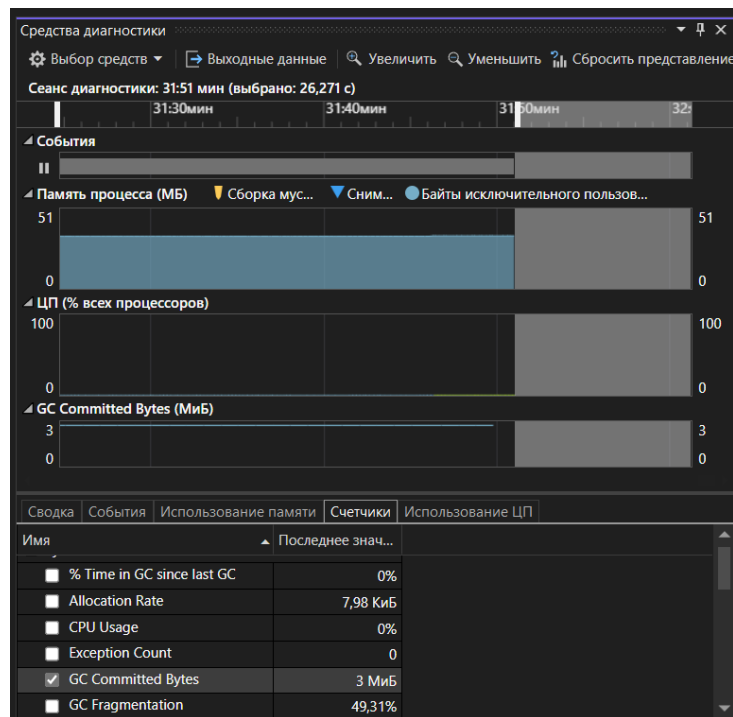 Средства диагностики
Выбор средств Выходные данные Увеличить Уменьшить Сбросить представление
Сеанс диагностики: 31:51 мин (выбрано: 26,271 с)
31:30мин 31:40мин 31:50мин 32:
События
Память процесса (МБ) Сборка мус... Сним... Байты исключительного пользов...
51 51
0 0
ЦП (% всех процессоров)
100 100
0 0
GC Committed Bytes (МиБ)
3 3
0 0
Сводка События Использование памяти Счетчики Использование ЦП
Имя Последнее знач...
% Time in GC since last GC 0%
Allocation Rate 7,98 КиБ
CPU Usage 0%
Exception Count 0
GC Committed Bytes 3 МиБ
GC Fragmentation 49,31%